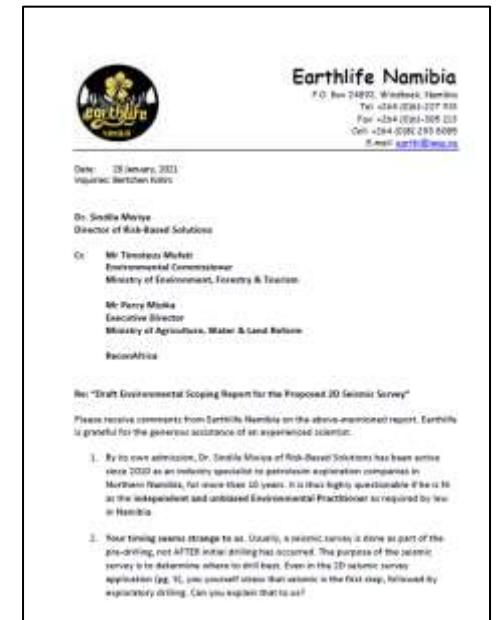 earthlife
Earthlife Namibia
P.O. Box 24892, Windhoek, Namibia
Date: 28 January, 2021
Inquiries: Bertchen Kohrs
Dr. Sindila Mwiya
Director of Risk-Based Solutions
Cc Mr Timoteus Mufeti
Environmental Commissioner
Ministry of Environment, Forestry & Tourism
Mr Percy Misika
Executive Director
Ministry of Agriculture, Water & Land Reform
ReconAfrica
Re: "Draft Environmental Scoping Report for the Proposed 2D Seismic Survey"
Please receive comments from Earthlife Namibia on the above-mentioned report. Earthlife
is grateful for the generous assistance of an experienced scientist.
1. By its own admission, Dr. Sindila Mwiya of Risk-Based Solutions has been active
since 2010 as an industry specialist to petroleum exploration companies in
Northern Namibia, for more than 10 years. It is thus highly questionable if he is fit
as the independent and unbiased Environmental Practitioner as required by law
in Namibia.
2. Your timing seems strange to us. Usually, a seismic survey is done as part of the
pre-drilling, not AFTER initial drilling has occurred. The purpose of the seismic
survey is to determine where to drill best. Even in the 2D seismic survey
application (pg. 9), you yourself stress that seismic is the first step, followed by
exploratory drilling. Can you explain that to us?